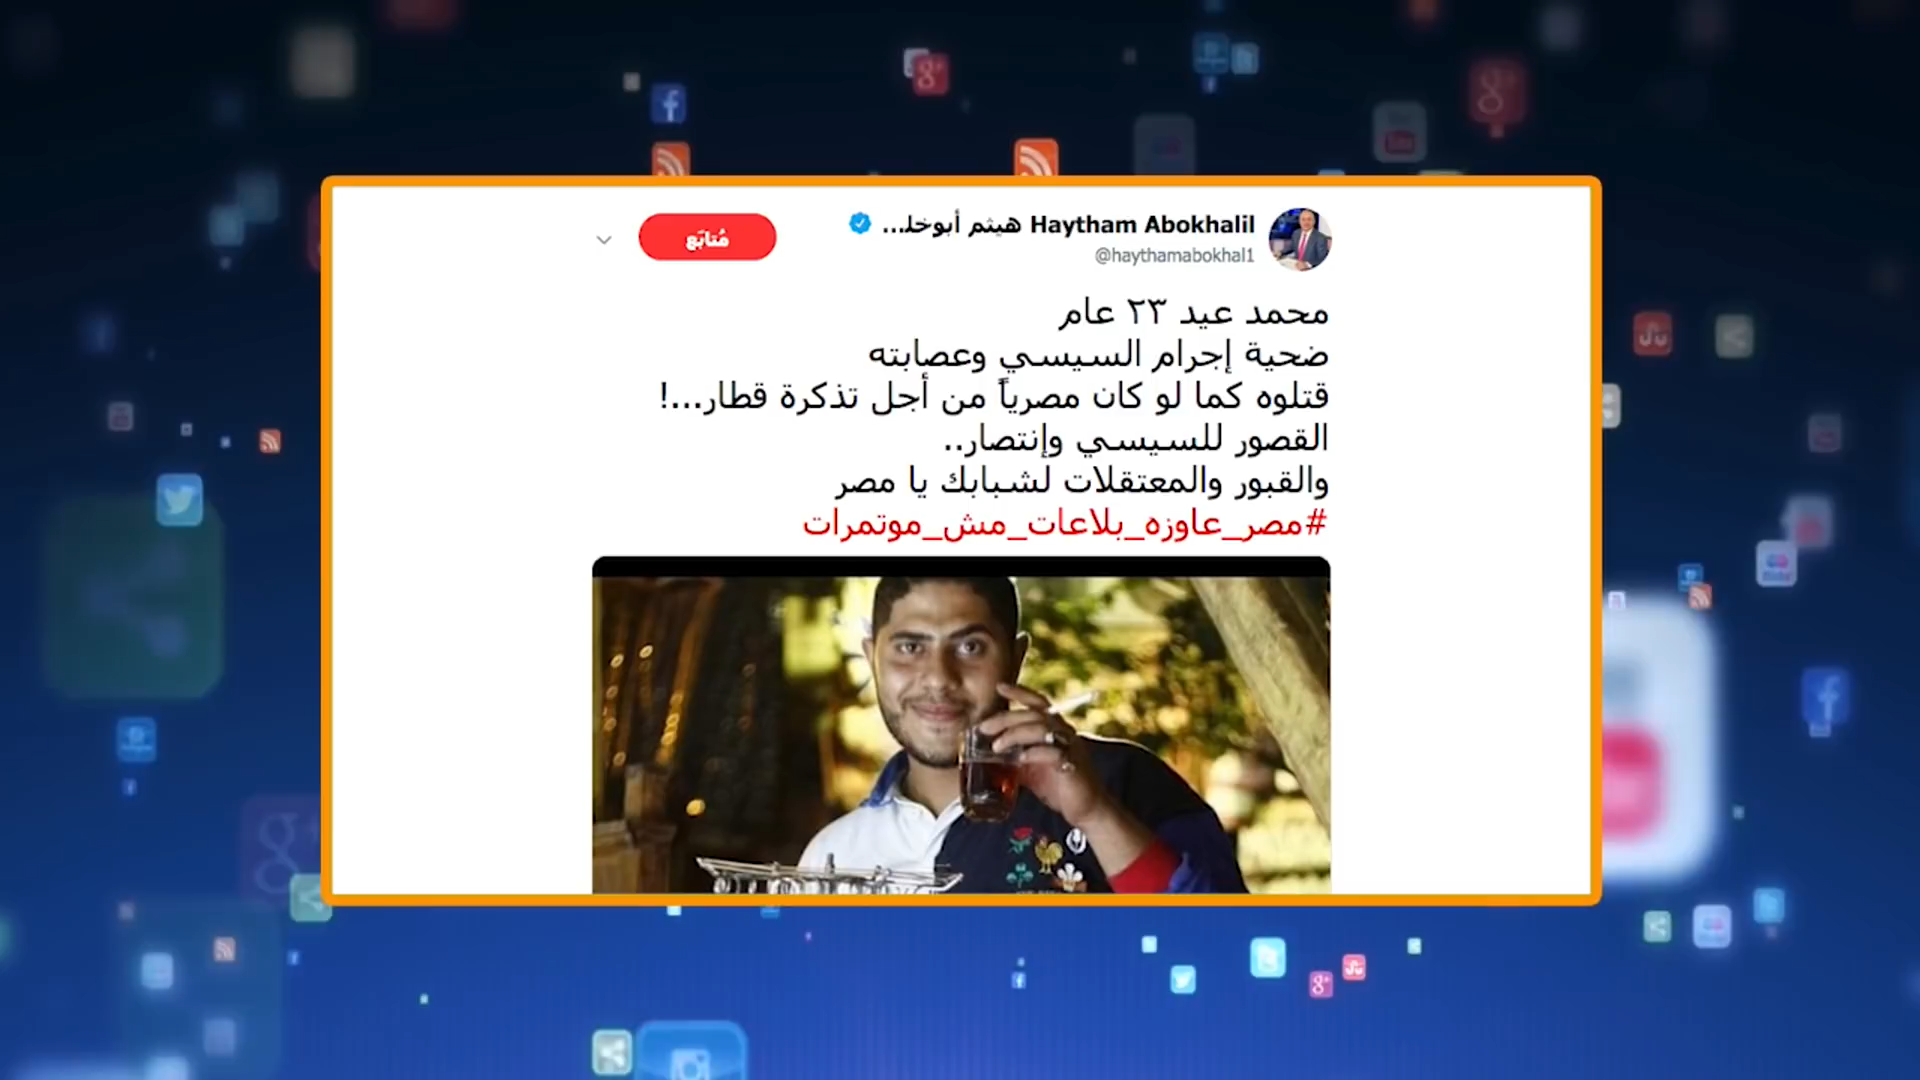 Haytham Abokhalil هيثم أبوخلـ...
@haythamabokhal1
مُتابَع
محمد عيد ٢٣ عام
ضحية إجرام السيسي وعصابته
قتلوه كما لو كان مصرياً من أجل تذكرة قطار...!
القصور للسيسي وإنتصار..
والقبور والمعتقلات لشبابك يا مصر
#مصر_عاوزه_بلاعات_مش_موتمرات